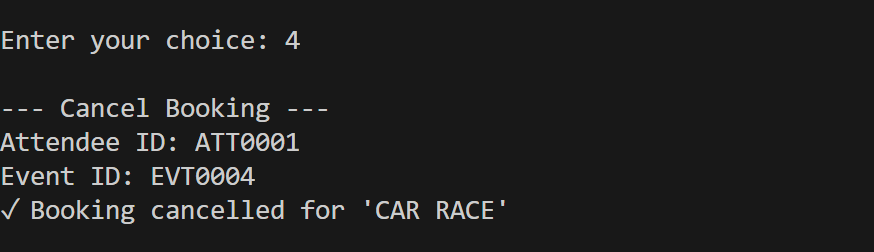 Enter your choice: 4
--- Cancel Booking ---
Attendee ID: ATT0001
Event ID: EVT0004
✓ Booking cancelled for 'CAR RACE'